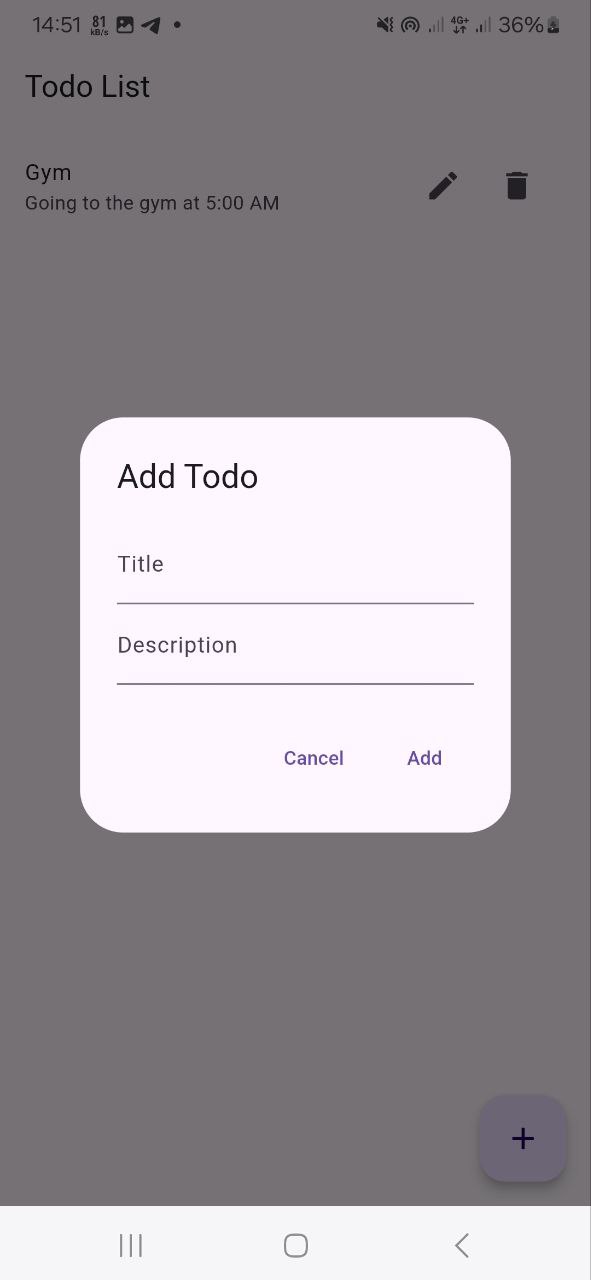 14:51 81 kB/s 4G+ 36%
Todo List
Gym
Going to the gym at 5:00 AM
Add Todo
Title
Description
Cancel Add